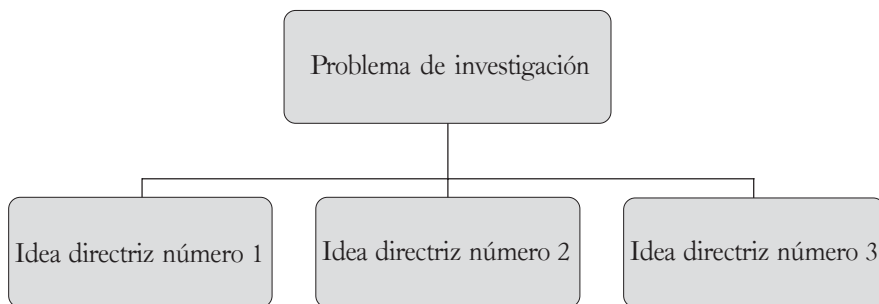 Problema de investigación
Idea directriz número 1
Idea directriz número 2
Idea directriz número 3